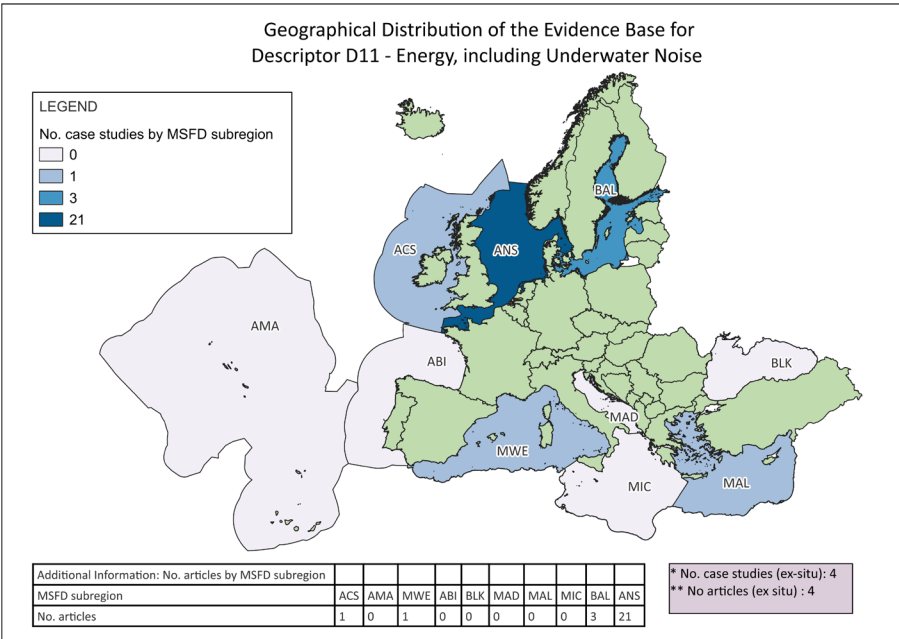 Geographical Distribution of the Evidence Base for
Descriptor D11 - Energy, including Underwater Noise
LEGEND
No. case studies by MSFD subregion
0
1
3
21
BAL
ACS
ANS
AMA
ABI
BLK
MAD
MWE
MIC
MAL
Additional Information: No. articles by MSFD subregion
MSFD subregion ACS AMA MWE ABI BLK MAD MAL MIC BAL ANS
No. articles 1 0 1 0 0 0 0 0 3 21
* No. case studies (ex-situ): 4
** No articles (ex situ) : 4